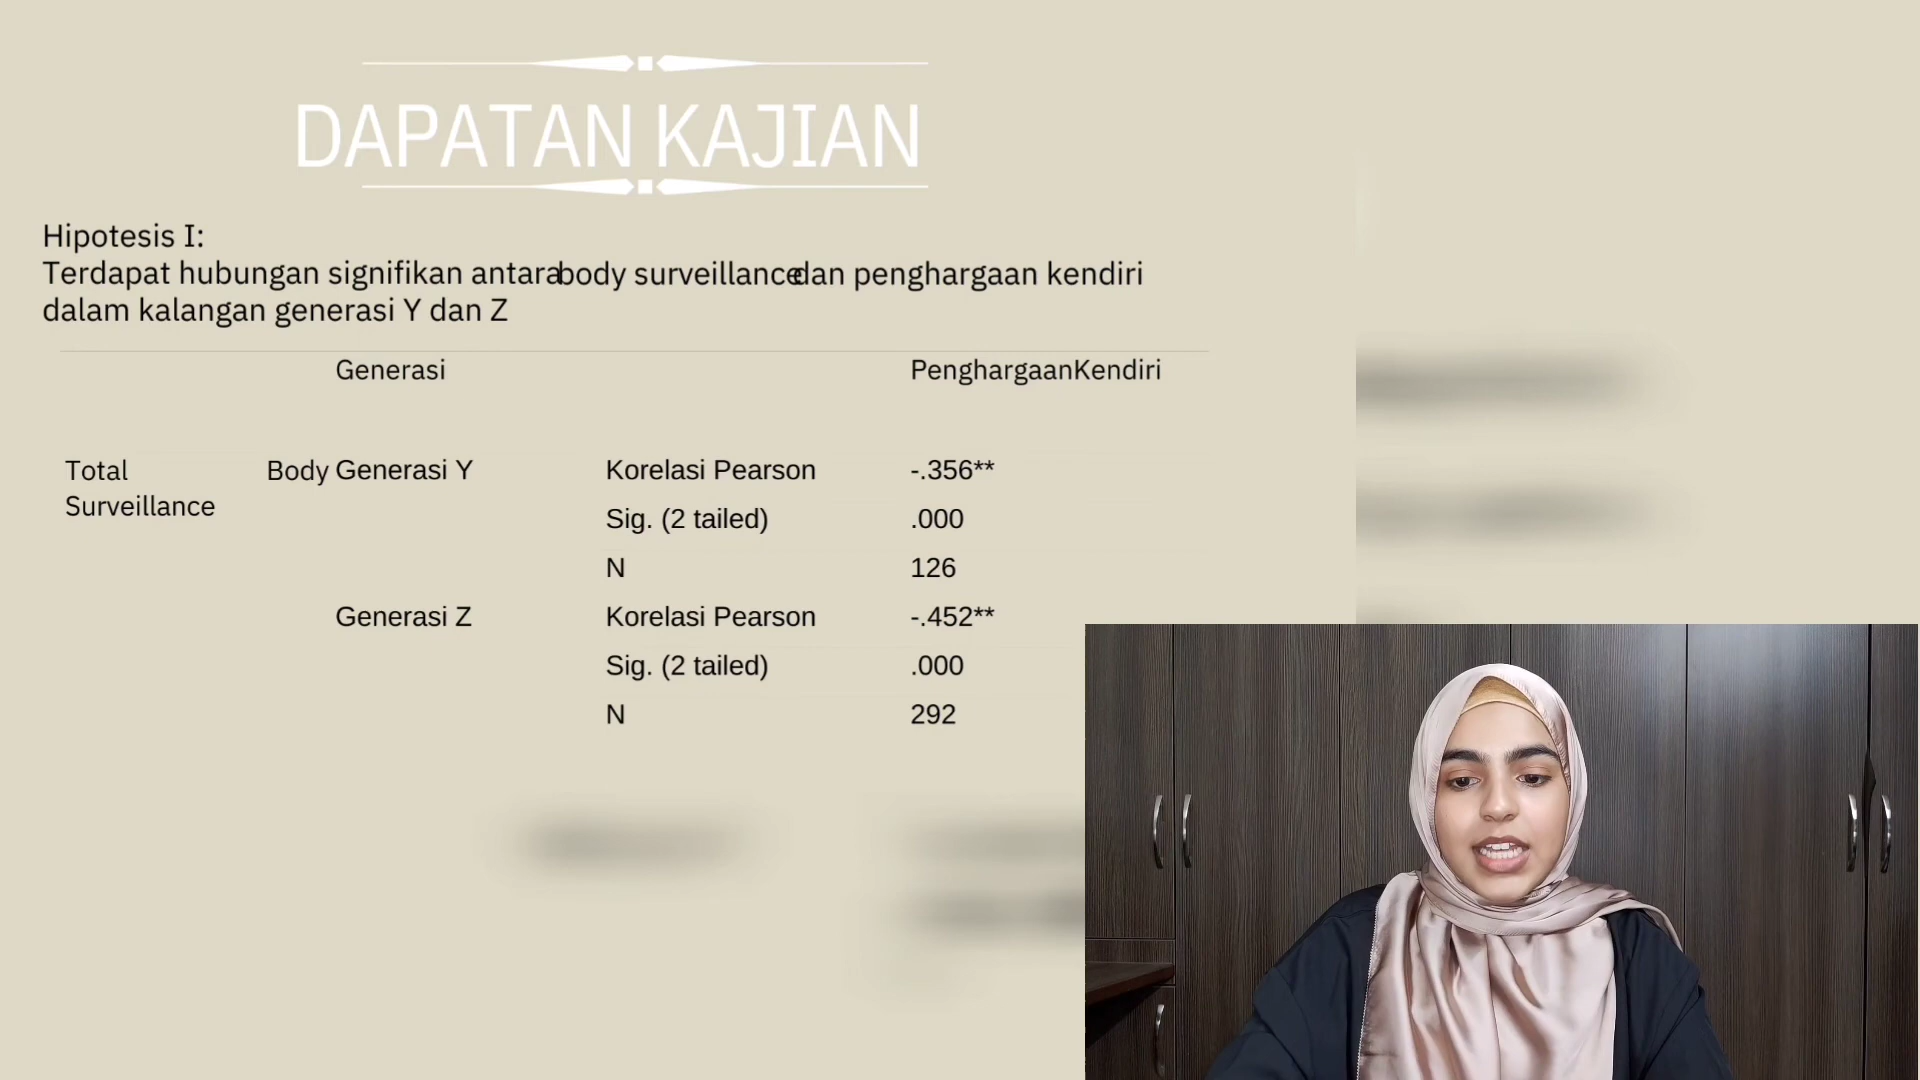 DAPATAN KAJIAN
Hipotesis I:
Terdapat hubungan signifikan antara body surveillance dan penghargaan kendiri
dalam kalangan generasi Y dan Z
Generasi PenghargaanKendiri
Total Body Generasi Y Korelasi Pearson -.356**
Surveillance
Sig. (2 tailed) .000
N 126
Generasi Z Korelasi Pearson -.452**
Sig. (2 tailed) .000
N 292